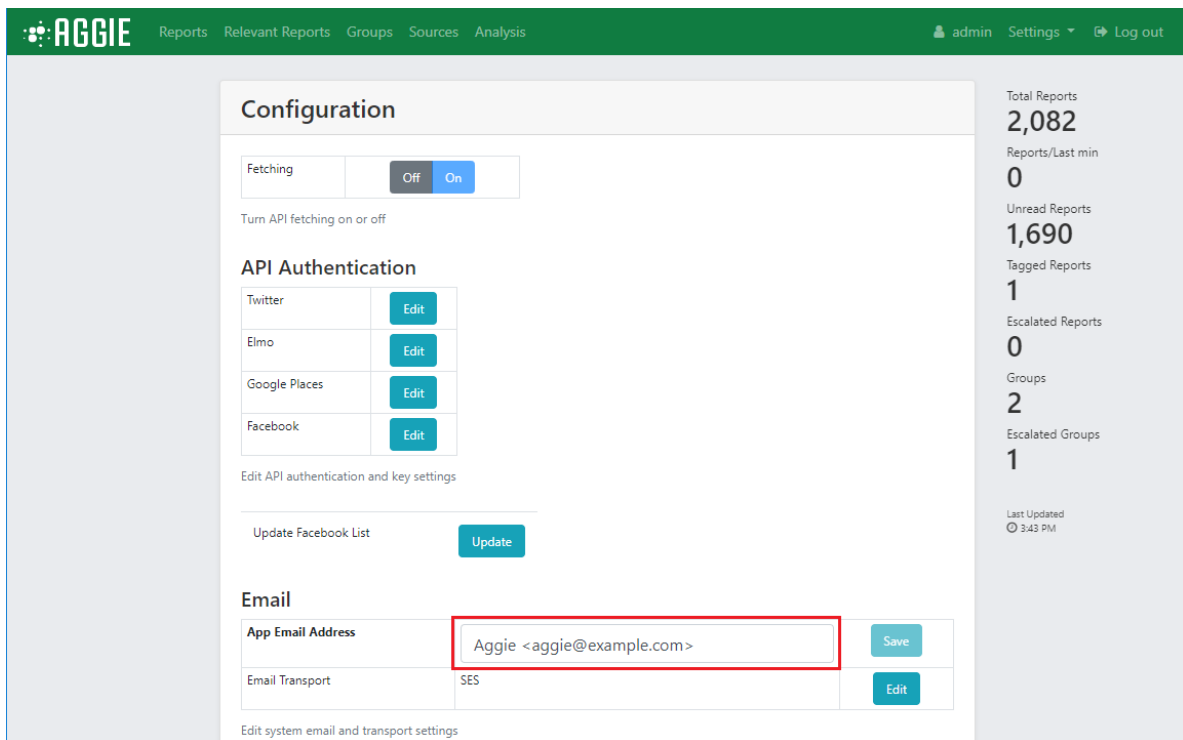 AGGIE Reports Relevant Reports Groups Sources Analysis admin Settings Log out
Configuration
Fetching Off On
Turn API fetching on or off
API Authentication
Twitter Edit
Elmo Edit
Google Places Edit
Facebook Edit
Edit API authentication and key settings
Update Facebook List Update
Email
App Email Address Aggie <aggie@example.com> Save
Email Transport SES Edit
Edit system email and transport settings
Total Reports
2,082
Reports/Last min
0
Unread Reports
1,690
Tagged Reports
1
Escalated Reports
0
Groups
2
Escalated Groups
1
Last Updated
3:43 PM